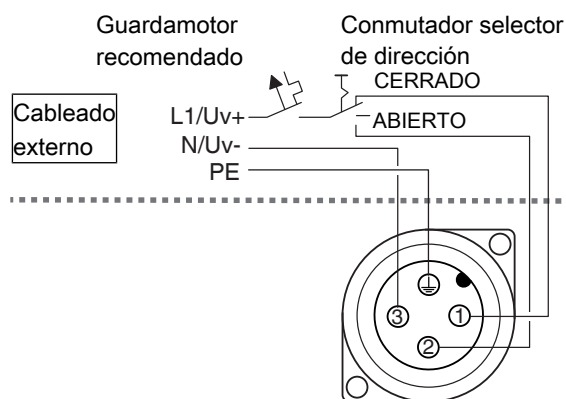 Guardamotor
recomendado
Conmutador selector
de dirección
CERRADO
ABIERTO
Cableado
externo
L1/Uv+
N/Uv-
PE
3
1
2